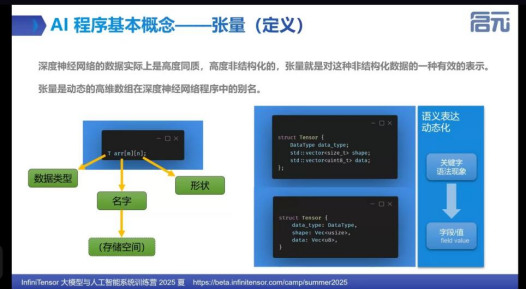 AI 程序基本概念——张量（定义）
启元
深度神经网络的数据实际上是高度同质，高度非结构化的，张量就是对这种非结构化数据的一种有效的表示。
张量是动态的高维数组在深度神经网络程序中的别名。
T arr[m][n];
数据类型
名字
形状
（存储空间）
struct Tensor {
DataType data_type;
std::vector<size_t> shape;
std::vector<uint8_t> data;
};
struct Tensor {
data_type: DataType,
shape: Vec<usize>,
data: Vec<u8>,
}
语义表达
动态化
关键字
语法现象
字段/值
field value
InfiniTensor 大模型与人工智能系统训练营 2025 夏 https://beta.infinitensor.com/camp/summer2025